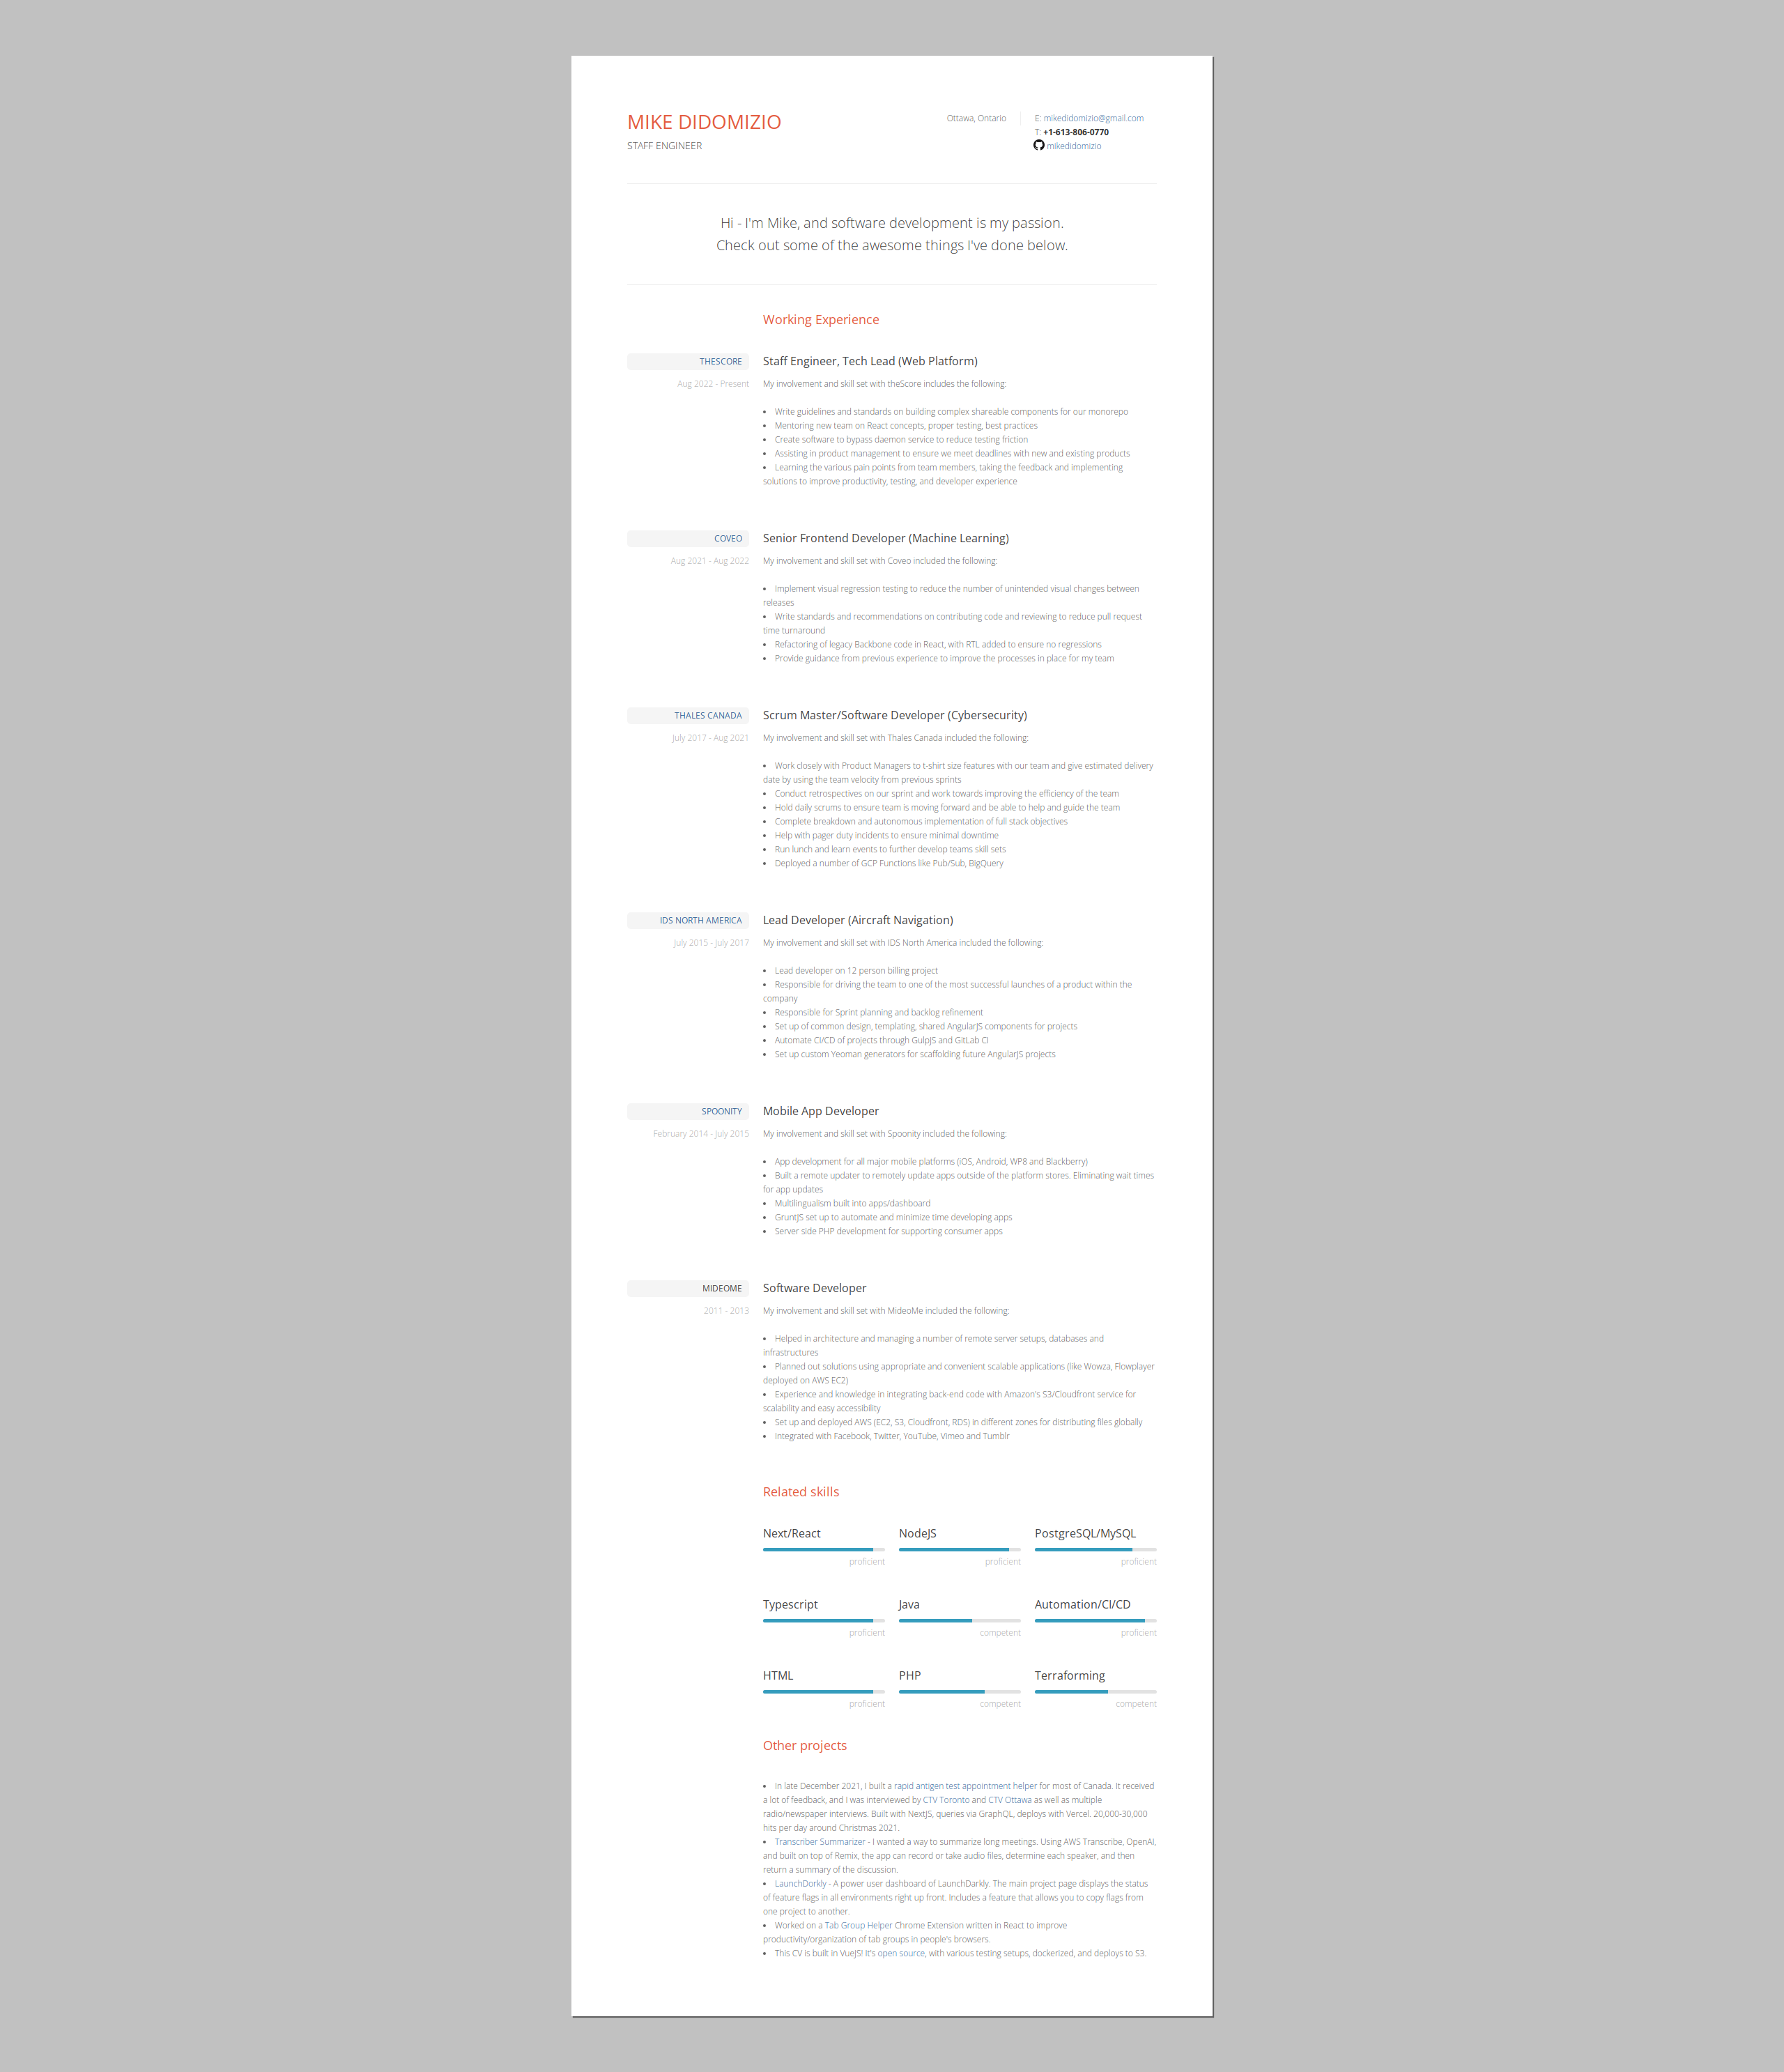 MIKE DIDOMIZIO
STAFF ENGINEER
Ottawa, Ontario
E: mikedidomizio@gmail.com
T: +1-613-806-0770
mikedidomizio
Hi - I'm Mike, and software development is my passion.
Check out some of the awesome things I've done below.
Working Experience
THESCORE
Aug 2022 - Present
Staff Engineer, Tech Lead (Web Platform)
My involvement and skill set with theScore includes the following:
• Write guidelines and standards on building complex shareable components for our monorepo
• Mentoring new team on React concepts, proper testing, best practices
• Create software to bypass daemon service to reduce testing friction
• Assisting in product management to ensure we meet deadlines with new and existing products
• Learning the various pain points from team members, taking the feedback and implementing
solutions to improve productivity, testing, and developer experience
COVEO
Aug 2021 - Aug 2022
Senior Frontend Developer (Machine Learning)
My involvement and skill set with Coveo included the following:
• Implement visual regression testing to reduce the number of unintended visual changes between
releases
• Write standards and recommendations on contributing code and reviewing to reduce pull request
time turnaround
• Refactoring of legacy Backbone code in React, with RTL added to ensure no regressions
• Provide guidance from previous experience to improve the processes in place for my team
THALES CANADA
July 2017 - Aug 2021
Scrum Master/Software Developer (Cybersecurity)
My involvement and skill set with Thales Canada included the following:
• Work closely with Product Managers to t-shirt size features with our team and give estimated delivery
date by using the team velocity from previous sprints
• Conduct retrospectives on our sprint and work towards improving the efficiency of the team
• Hold daily scrums to ensure team is moving forward and be able to help and guide the team
• Complete breakdown and autonomous implementation of full stack objectives
• Help with pager duty incidents to ensure minimal downtime
• Run lunch and learn events to further develop teams skill sets
• Deployed a number of GCP Functions like Pub/Sub, BigQuery
IDS NORTH AMERICA
July 2015 - July 2017
Lead Developer (Aircraft Navigation)
My involvement and skill set with IDS North America included the following:
• Lead developer on 12 person billing project
• Responsible for driving the team to one of the most successful launches of a product within the
company
• Responsible for Sprint planning and backlog refinement
• Set up of common design, templating, shared AngularJS components for projects
• Automate CI/CD of projects through GulpJS and GitLab CI
• Set up custom Yeoman generators for scaffolding future AngularJS projects
SPOONITY
February 2014 - July 2015
Mobile App Developer
My involvement and skill set with Spoonity included the following:
• App development for all major mobile platforms (iOS, Android, WP8 and Blackberry)
• Built a remote updater to remotely update apps outside of the platform stores. Eliminating wait times
for app updates
• Multilingualism built into apps/dashboard
• GruntJS set up to automate and minimize time developing apps
• Server side PHP development for supporting consumer apps
MIDEOME
2011 - 2013
Software Developer
My involvement and skill set with MideoMe included the following:
• Helped in architecture and managing a number of remote server setups, databases and
infrastructures
• Planned out solutions using appropriate and convenient scalable applications (like Wowza, Flowplayer
deployed on AWS EC2)
• Experience and knowledge in integrating back-end code with Amazon's S3/Cloudfront service for
scalability and easy accessibility
• Set up and deployed AWS (EC2, S3, Cloudfront, RDS) in different zones for distributing files globally
• Integrated with Facebook, Twitter, YouTube, Vimeo and Tumblr
Related skills
Next/React
proficient
NodeJS
proficient
PostgreSQL/MySQL
proficient
Typescript
proficient
Java
competent
Automation/CI/CD
proficient
HTML
proficient
PHP
competent
Terraforming
competent
Other projects
• In late December 2021, I built a rapid antigen test appointment helper for most of Canada. It received
a lot of feedback, and I was interviewed by CTV Toronto and CTV Ottawa as well as multiple
radio/newspaper interviews. Built with NextJS, queries via GraphQL, deploys with Vercel. 20,000-30,000
hits per day around Christmas 2021.
• Transcriber Summarizer - I wanted a way to summarize long meetings. Using AWS Transcribe, OpenAI,
and built on top of Remix, the app can record or take audio files, determine each speaker, and then
return a summary of the discussion.
• LaunchDorkly - A power user dashboard of LaunchDarkly. The main project page displays the status
of feature flags in all environments right up front. Includes a feature that allows you to copy flags from
one project to another.
• Worked on a Tab Group Helper Chrome Extension written in React to improve
productivity/organization of tab groups in people's browsers.
• This CV is built in VueJS! It's open source, with various testing setups, dockerized, and deploys to S3.